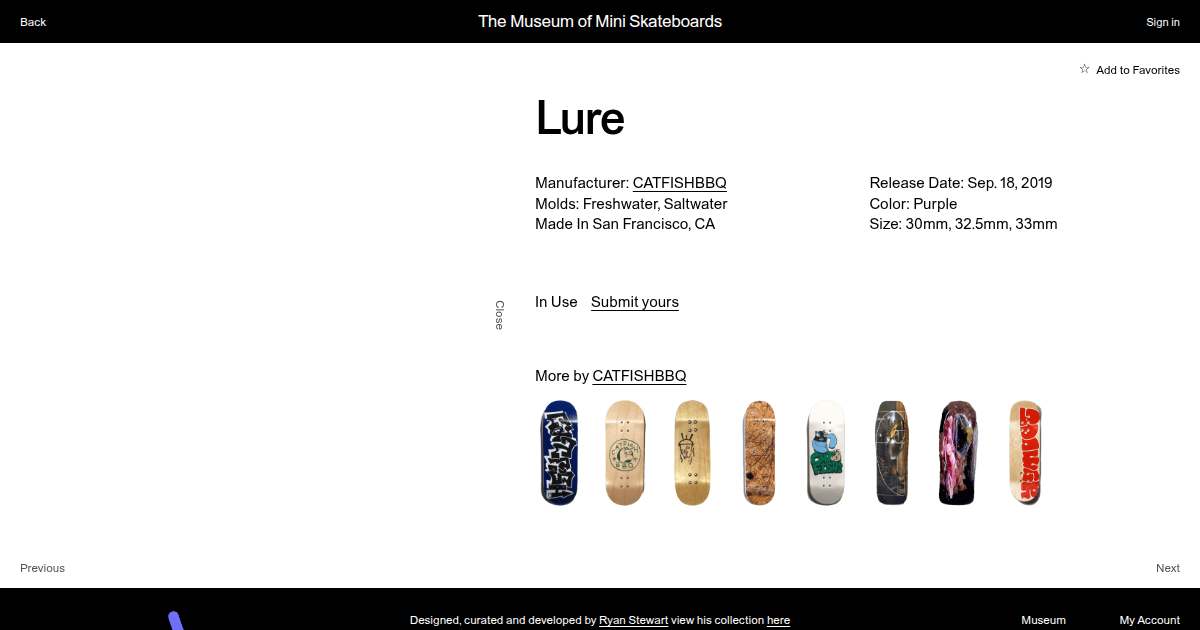 Back
The Museum of Mini Skateboards
Sign in
☆ Add to Favorites
Lure
Manufacturer: CATFISHBBQ
Molds: Freshwater, Saltwater
Made In San Francisco, CA
Release Date: Sep. 18, 2019
Color: Purple
Size: 30mm, 32.5mm, 33mm
Close
In Use Submit yours
More by CATFISHBBQ
CATFISH
BBQ
Previous
Next
Designed, curated and developed by Ryan Stewart view his collection here
Museum
My Account